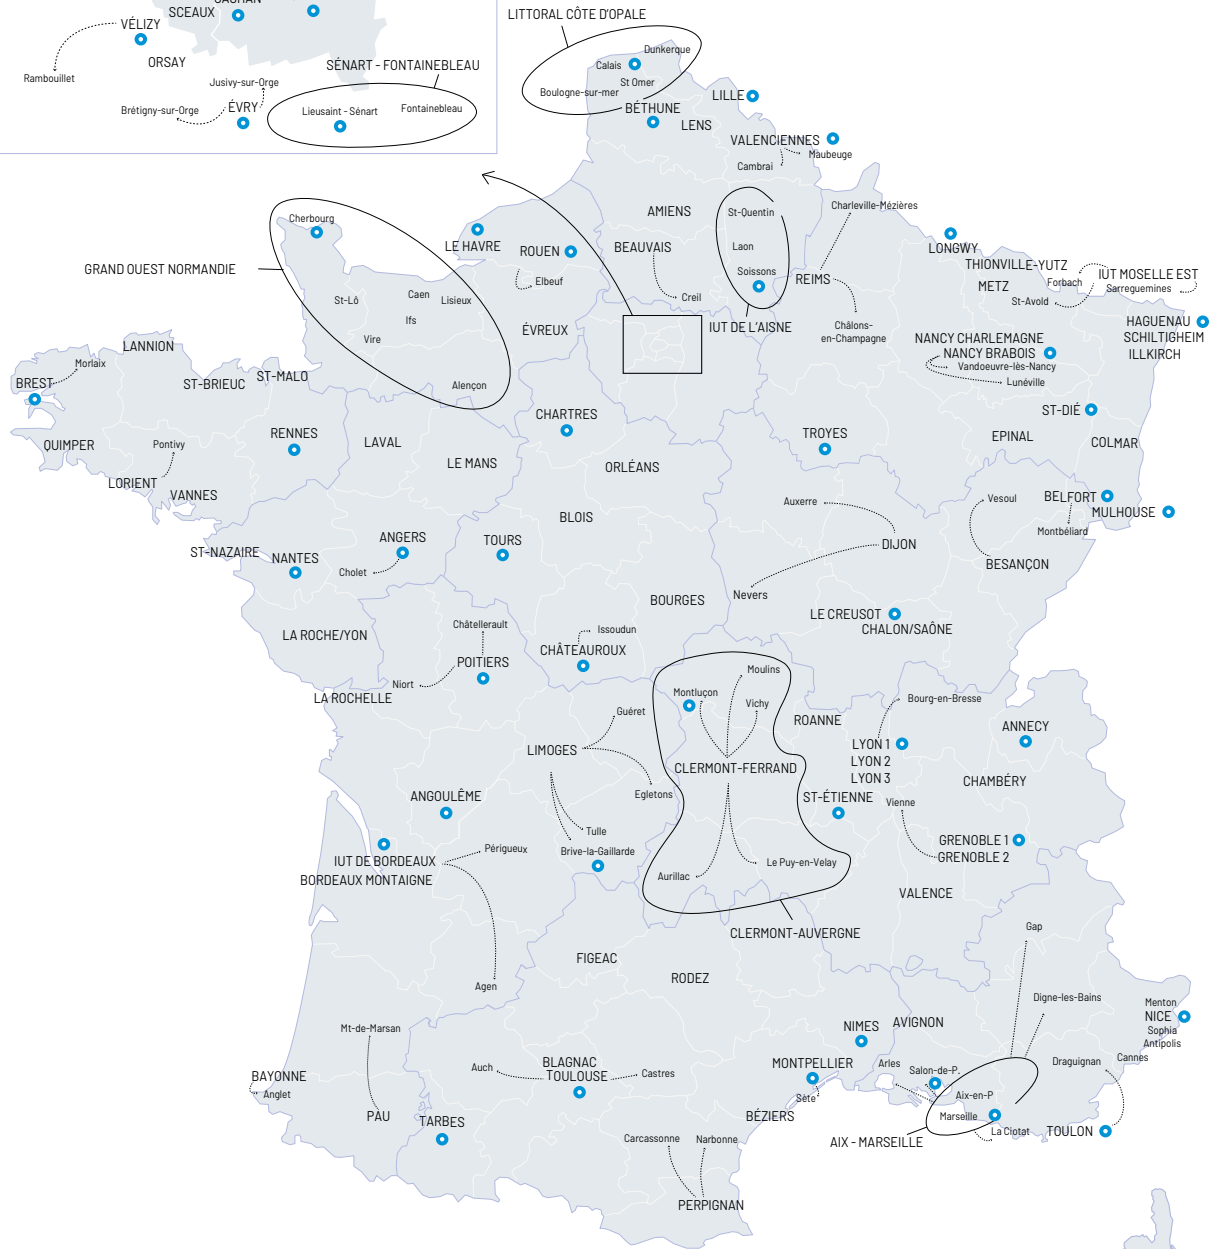 CACHAN
SCEAUX
VÉLIZY
ORSAY
Rambouillet
SÉNART - FONTAINEBLEAU
Jusivy-sur-Orge
Brétigny-sur-Orge
ÉVRY
Lieusaint - Sénart
Fontainebleau
LITTORAL CÔTE D'OPALE
Dunkerque
Calais
St Omer
Boulogne-sur-mer
BÉTHUNE
LENS
LILLE
VALENCIENNES
Maubeuge
Cambrai
AMIENS
St-Quentin
Charleville-Mézières
BEAUVAIS
Laon
Soissons
REIMS
Creil
IUT DE L'AISNE
Châlons-
en-Champagne
Cherbourg
LE HAVRE
ROUEN
Elbeuf
GRAND OUEST NORMANDIE
St-Lô
Caen
Lisieux
Ifs
Vire
ÉVREUX
Alençon
LONGWY
THIONVILLE-YUTZ
IUT MOSELLE EST
METZ
Forbach
Sarreguemines
St-Avold
HAGUENAU
SCHILTIGHEIM
ILLKIRCH
NANCY CHARLEMAGNE
NANCY BRABOIS
Vandoeuvre-lès-Nancy
Lunéville
LANNION
Morlaix
BREST
ST-BRIEUC
ST-MALO
QUIMPER
Pontivy
RENNES
LORIENT
VANNES
LAVAL
LE MANS
CHARTRES
ORLÉANS
TROYES
ST-DIÉ
EPINAL
COLMAR
Auxerre
Vesoul
BELFORT
MULHOUSE
Montbéliard
BLOIS
ST-NAZAIRE
NANTES
ANGERS
Cholet
TOURS
DIJON
BESANÇON
Nevers
BOURGES
LE CREUSOT
CHALON/SAÔNE
LA ROCHE/YON
Châtellerault
Issoudun
CHÂTEAUROUX
POITIERS
Niort
LA ROCHELLE
Moulins
Montluçon
Vichy
ROANNE
Bourg-en-Bresse
ANNECY
Guéret
LIMOGES
CLERMONT-FERRAND
LYON 1
LYON 2
LYON 3
CHAMBÉRY
Egletons
ANGOULÊME
ST-ÉTIENNE
Vienne
Tulle
Brive-la-Gaillarde
GRENOBLE 1
GRENOBLE 2
Périgueux
IUT DE BORDEAUX
BORDEAUX MONTAIGNE
Le Puy-en-Velay
Aurillac
VALENCE
CLERMONT-AUVERGNE
Gap
FIGEAC
RODEZ
Agen
Digne-les-Bains
Menton
NICE
Sophia
Antipolis
Mt-de-Marsan
NIMES
AVIGNON
Cannes
Draguignan
BLAGNAC
TOULOUSE
Auch
Castres
MONTPELLIER
Sète
Arles
Salon-de-P.
BAYONNE
Anglet
Aix-en-P
PAU
TARBES
BÉZIERS
Marseille
La Ciotat
TOULON
AIX - MARSEILLE
Carcassonne
Narbonne
PERPIGNAN